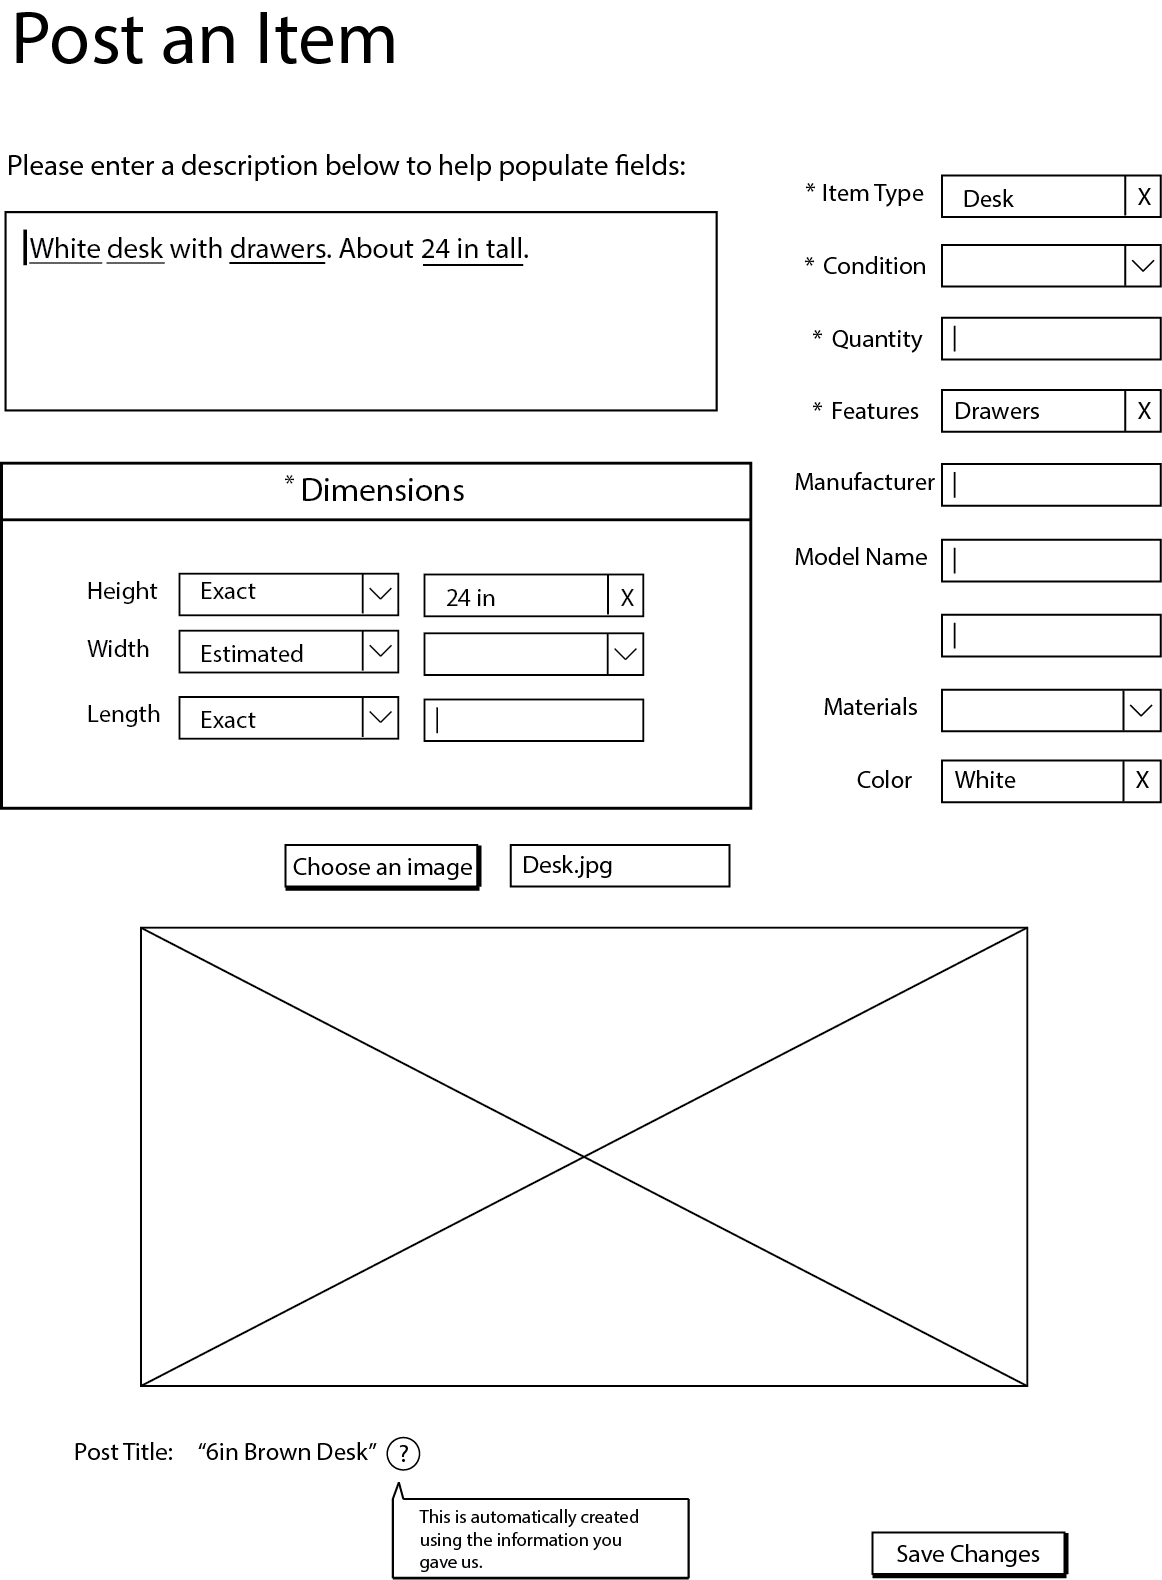 Post an Item
Please enter a description below to help populate fields:
White desk with drawers. About 24 in tall.
* Item Type Desk X
* Condition
* Quantity
* Features Drawers X
Manufacturer
Model Name
Materials
Color White X
* Dimensions
Height Exact 24 in X
Width Estimated
Length Exact
Choose an image Desk.jpg
Post Title: “6in Brown Desk” ?
This is automatically created
using the information you
gave us.
Save Changes